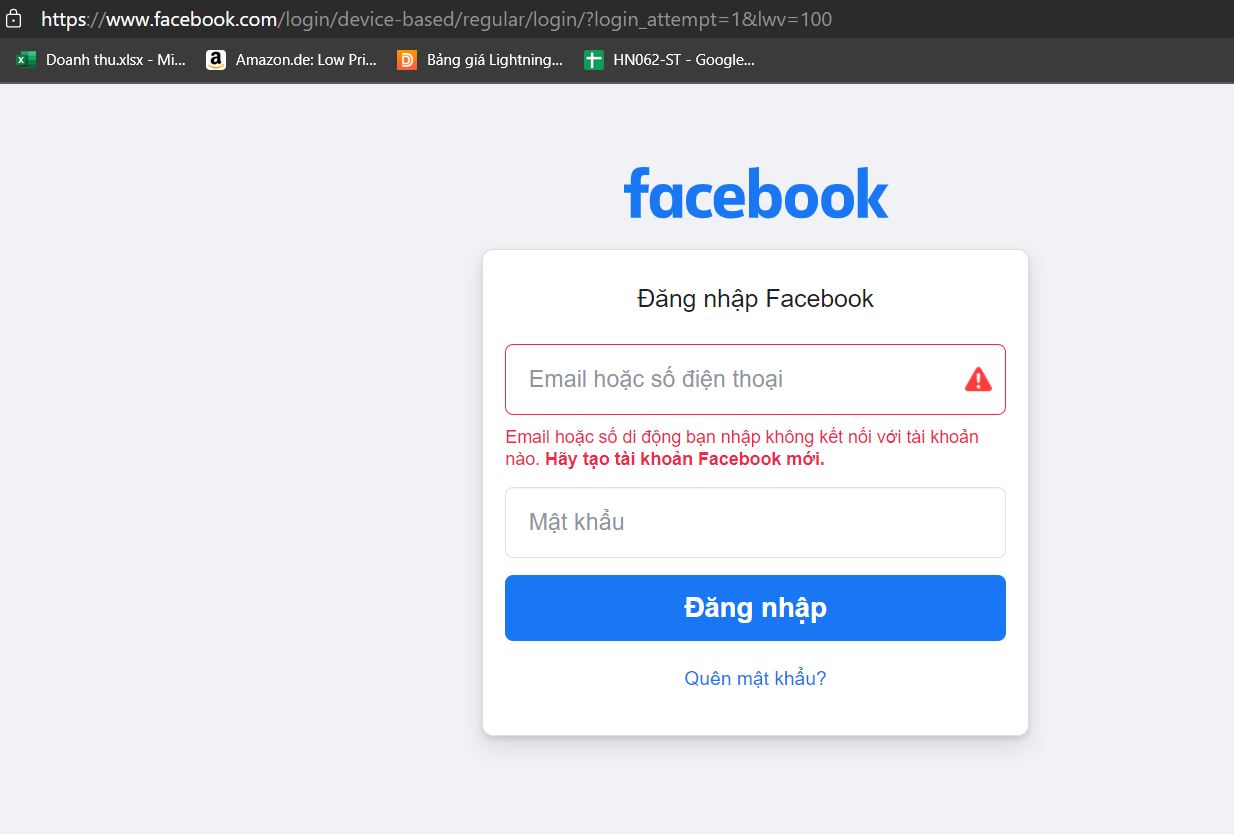 https://www.facebook.com/login/device-based/regular/login/?login_attempt=1&lwv=100
Doanh thu.xlsx - Mi... Amazon.de: Low Pri... Bảng giá Lightning... HN062-ST - Google...
facebook
Đăng nhập Facebook
Email hoặc số điện thoại
Email hoặc số di động bạn nhập không kết nối với tài khoản
nào. Hãy tạo tài khoản Facebook mới.
Mật khẩu
Đăng nhập
Quên mật khẩu?